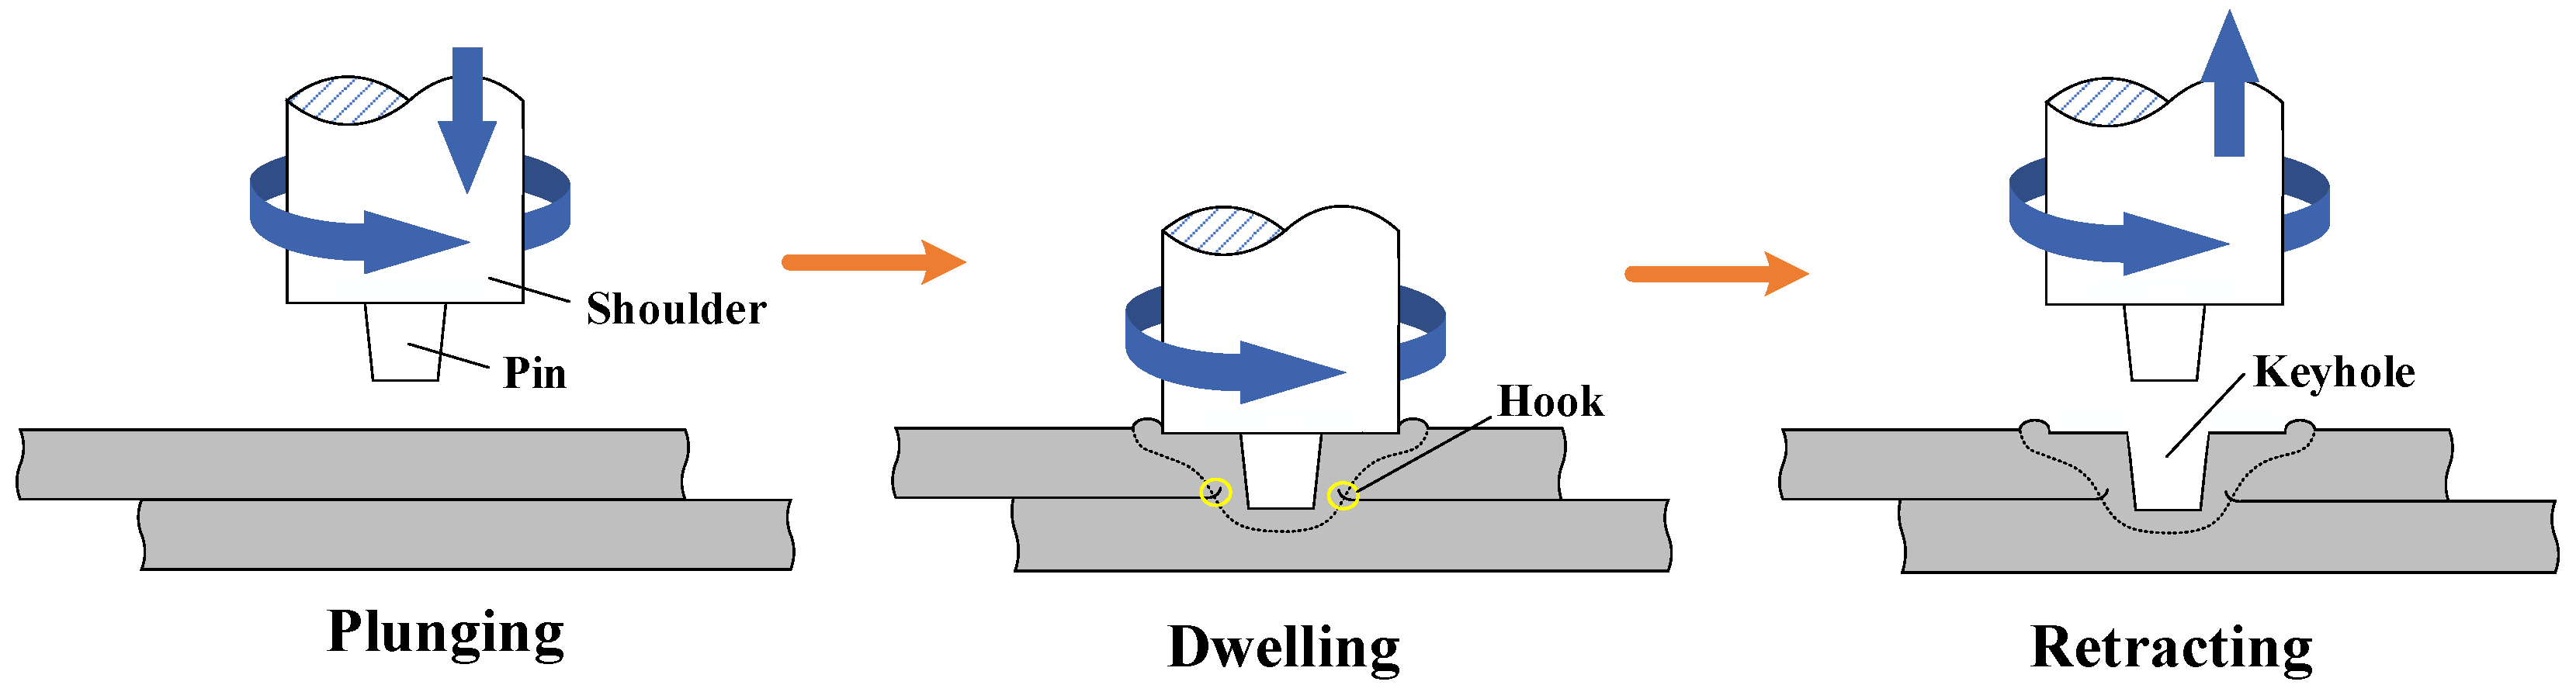 Shoulder
Pin
Plunging
Hook
Dwelling
Keyhole
Retracting